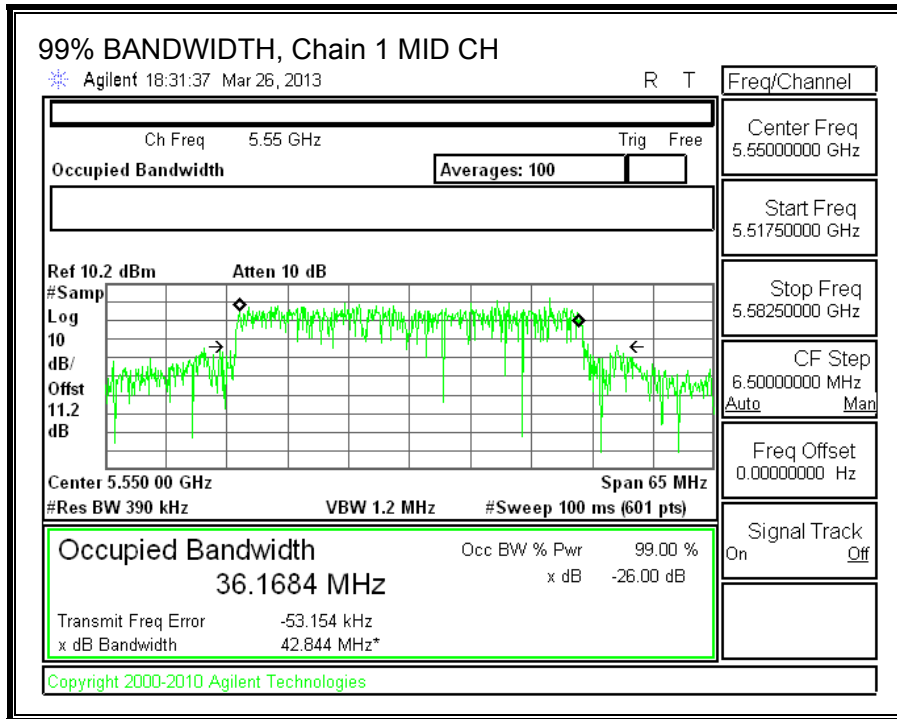 99% BANDWIDTH, Chain 1 MID CH
Agilent 18:31:37 Mar 26, 2013 R T
Freq/Channel
Ch Freq 5.55 GHz Trig Free
Occupied Bandwidth Averages: 100
Center Freq
5.55000000 GHz
Start Freq
5.51750000 GHz
Stop Freq
5.58250000 GHz
CF Step
6.50000000 MHz
Auto Man
Freq Offset
0.00000000 Hz
Signal Track
On Off
Ref 10.2 dBm Atten 10 dB
#Samp
Log
10
dB/
Offst
11.2
dB
Center 5.550 00 GHz Span 65 MHz
#Res BW 390 kHz VBW 1.2 MHz #Sweep 100 ms (601 pts)
Occupied Bandwidth Occ BW % Pwr 99.00 %
36.1684 MHz x dB -26.00 dB
Transmit Freq Error -53.154 kHz
x dB Bandwidth 42.844 MHz*
Copyright 2000-2010 Agilent Technologies